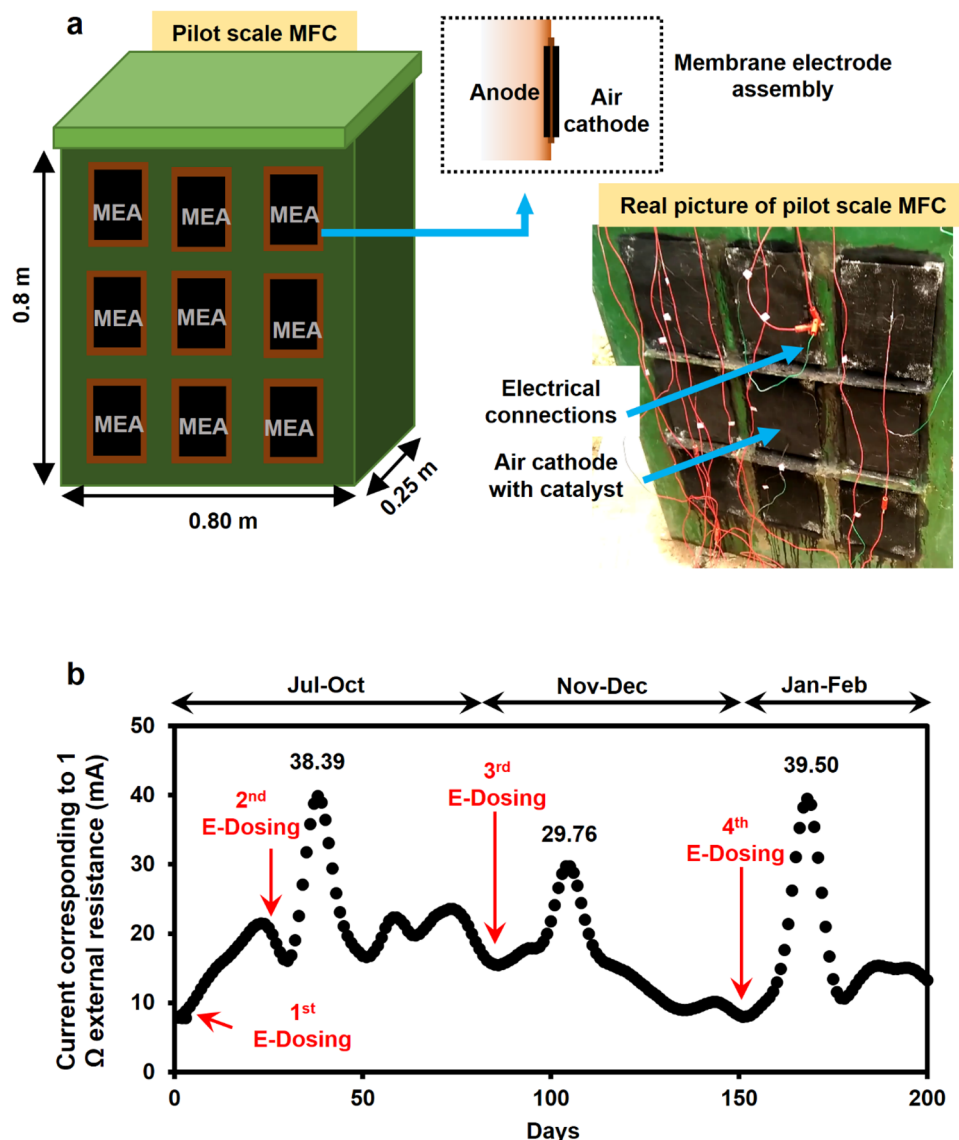 a
Pilot scale MFC
Anode
Air
cathode
Membrane electrode
assembly
MEA MEA MEA
MEA MEA MEA
MEA MEA MEA
0.8 m
0.80 m
0.25 m
Real picture of pilot scale MFC
Electrical
connections
Air cathode
with catalyst
b
Jul-Oct
Nov-Dec
Jan-Feb
Current corresponding to 1
Ω external resistance (mA)
50
40
30
20
10
0
38.39
29.76
39.50
1st
E-Dosing
2nd
E-Dosing
3rd
E-Dosing
4th
E-Dosing
0 50 100 150 200
Days